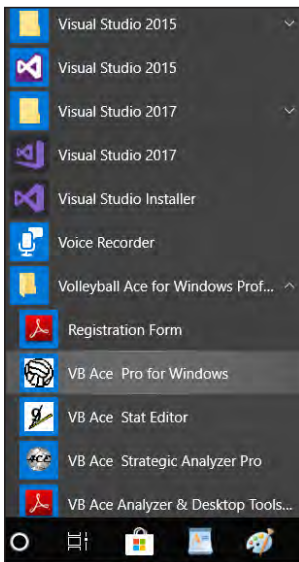 Visual Studio 2015
Visual Studio 2015
Visual Studio 2017
Visual Studio 2017
Visual Studio Installer
Voice Recorder
Volleyball Ace for Windows Prof...
Registration Form
VB Ace Pro for Windows
VB Ace Stat Editor
VB Ace Strategic Analyzer Pro
VB Ace Analyzer & Desktop Tools...